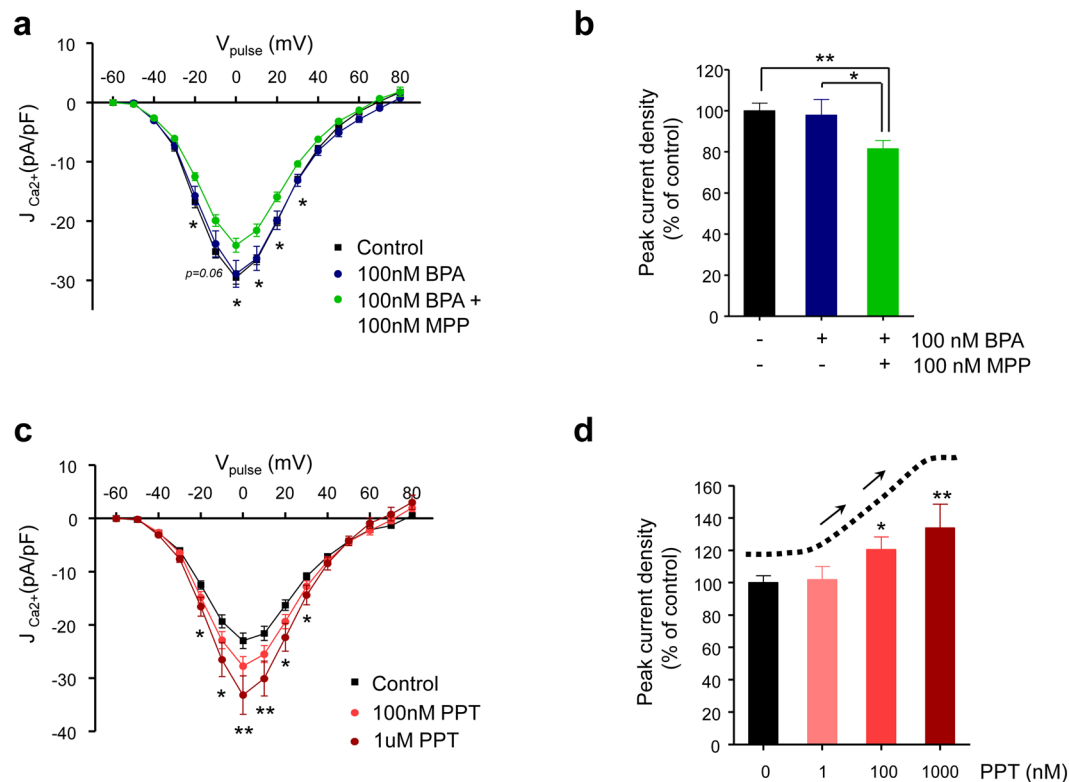 a
V pulse (mV)
10
-60 -40 -20 0 20 40 60 80
0
-10
-20
-30
J Ca2+(pA/pF)
*
*
*
p=0.06
*
*
Control
100nM BPA
100nM BPA +
100nM MPP
b
**
*
120
100
80
60
40
20
0
Peak current density
(% of control)
- + + 100 nM BPA
- - + 100 nM MPP
c
V pulse (mV)
10
-60 -40 -20 0 20 40 60 80
0
-10
-20
-30
-40
J Ca2+(pA/pF)
*
*
*
*
**
**
Control
100nM PPT
1uM PPT
d
160
140
120
100
80
60
40
20
0
Peak current density
(% of control)
*
**
0 1 100 1000 PPT (nM)